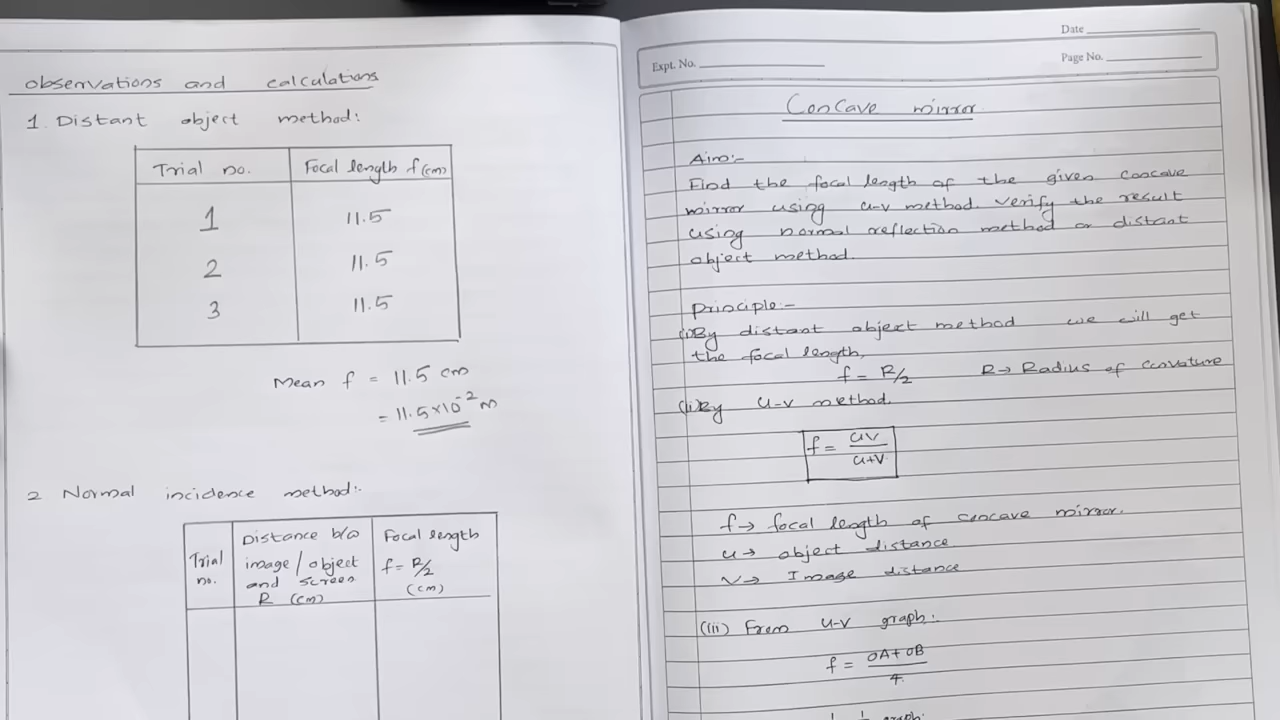 observations and calculations
1. Distant object method:
Trial no. Focal length f (cm)
1 11.5
2 11.5
3 11.5
Mean f = 11.5 cm
= 11.5×10⁻² m
2 Normal incidence method:-
Trial no.
Distance b/w image / object and screen R (cm)
Focal length f = R/2 (cm)
Date
Expt. No.
Page No.
Concave mirror
Aim:-
Find the focal length of the given concave
mirror using u-v method. Verify the result
using normal reflection method or distant
object method.
Principle:-
(i) By distant object method we will get
the focal length,
f = R/2 R→ Radius of curvature
(ii) By u-v method.
f = uv/u+v
f→ focal length of concave mirror.
u→ object distance
v→ Image distance
(iii) From u-v graph:
f = OA+OB/4
graph: